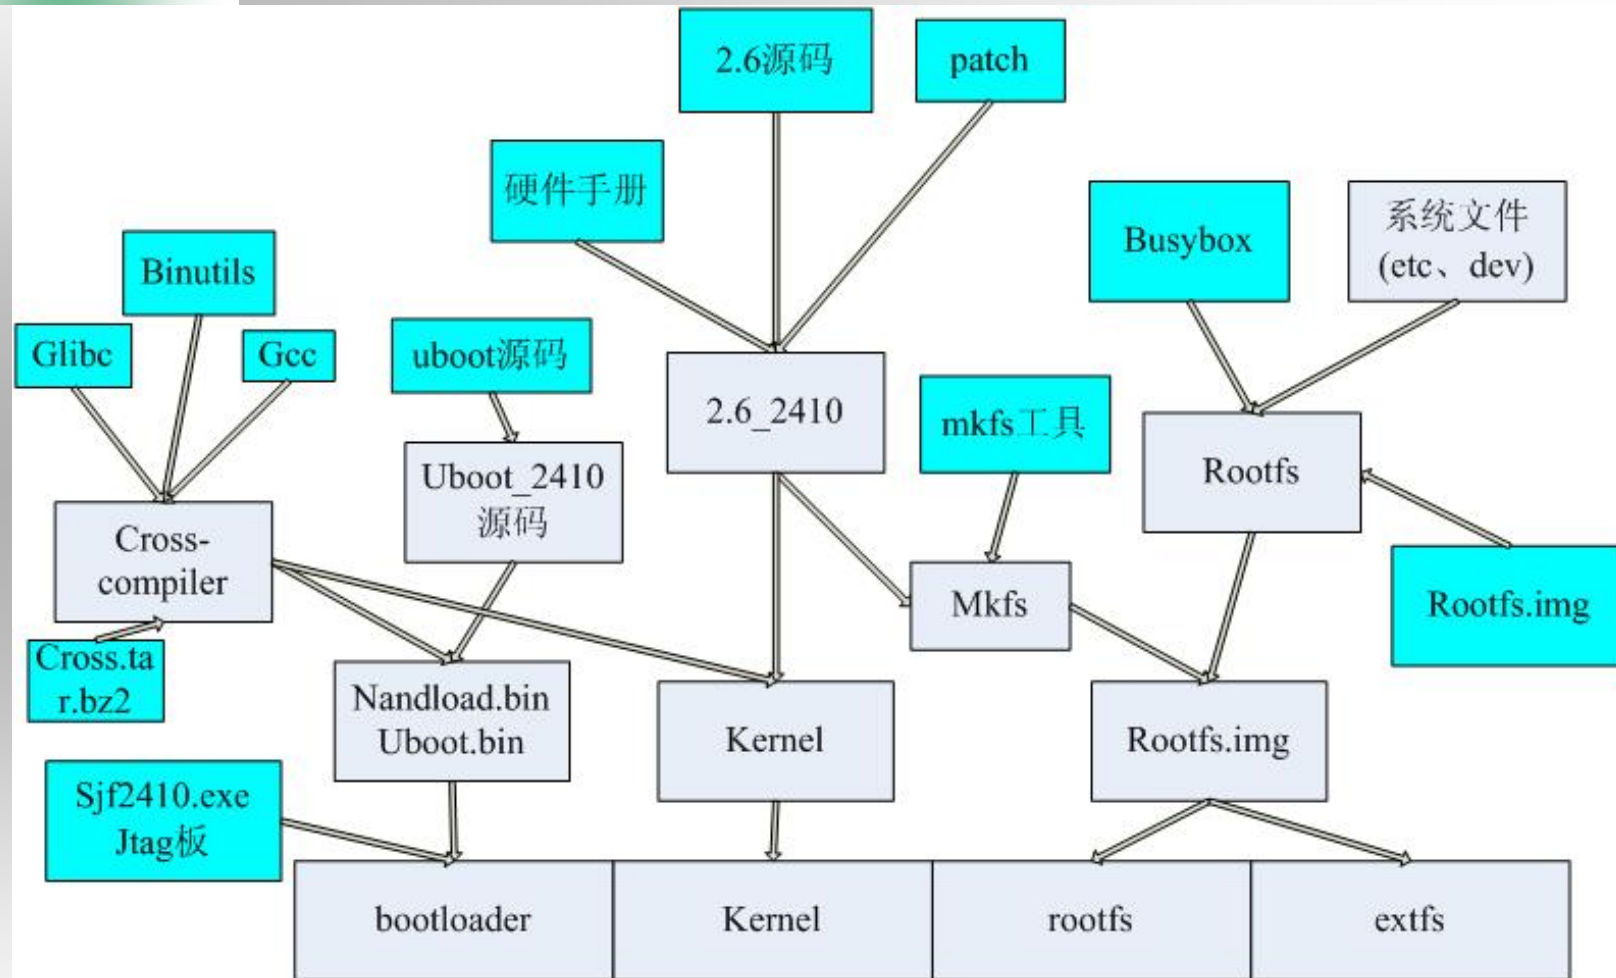 2.6源码
patch
硬件手册
Busybox
系统文件
(etc、dev)
Binutils
Glibc
Gcc
uboot源码
2.6_2410
mkfs工具
Uboot_2410
源码
Rootfs
Cross-
compiler
Mkfs
Rootfs.img
Cross.ta
r.bz2
Nandload.bin
Uboot.bin
Kernel
Rootfs.img
Sjf2410.exe
Jtag板
bootloader
Kernel
rootfs
extfs